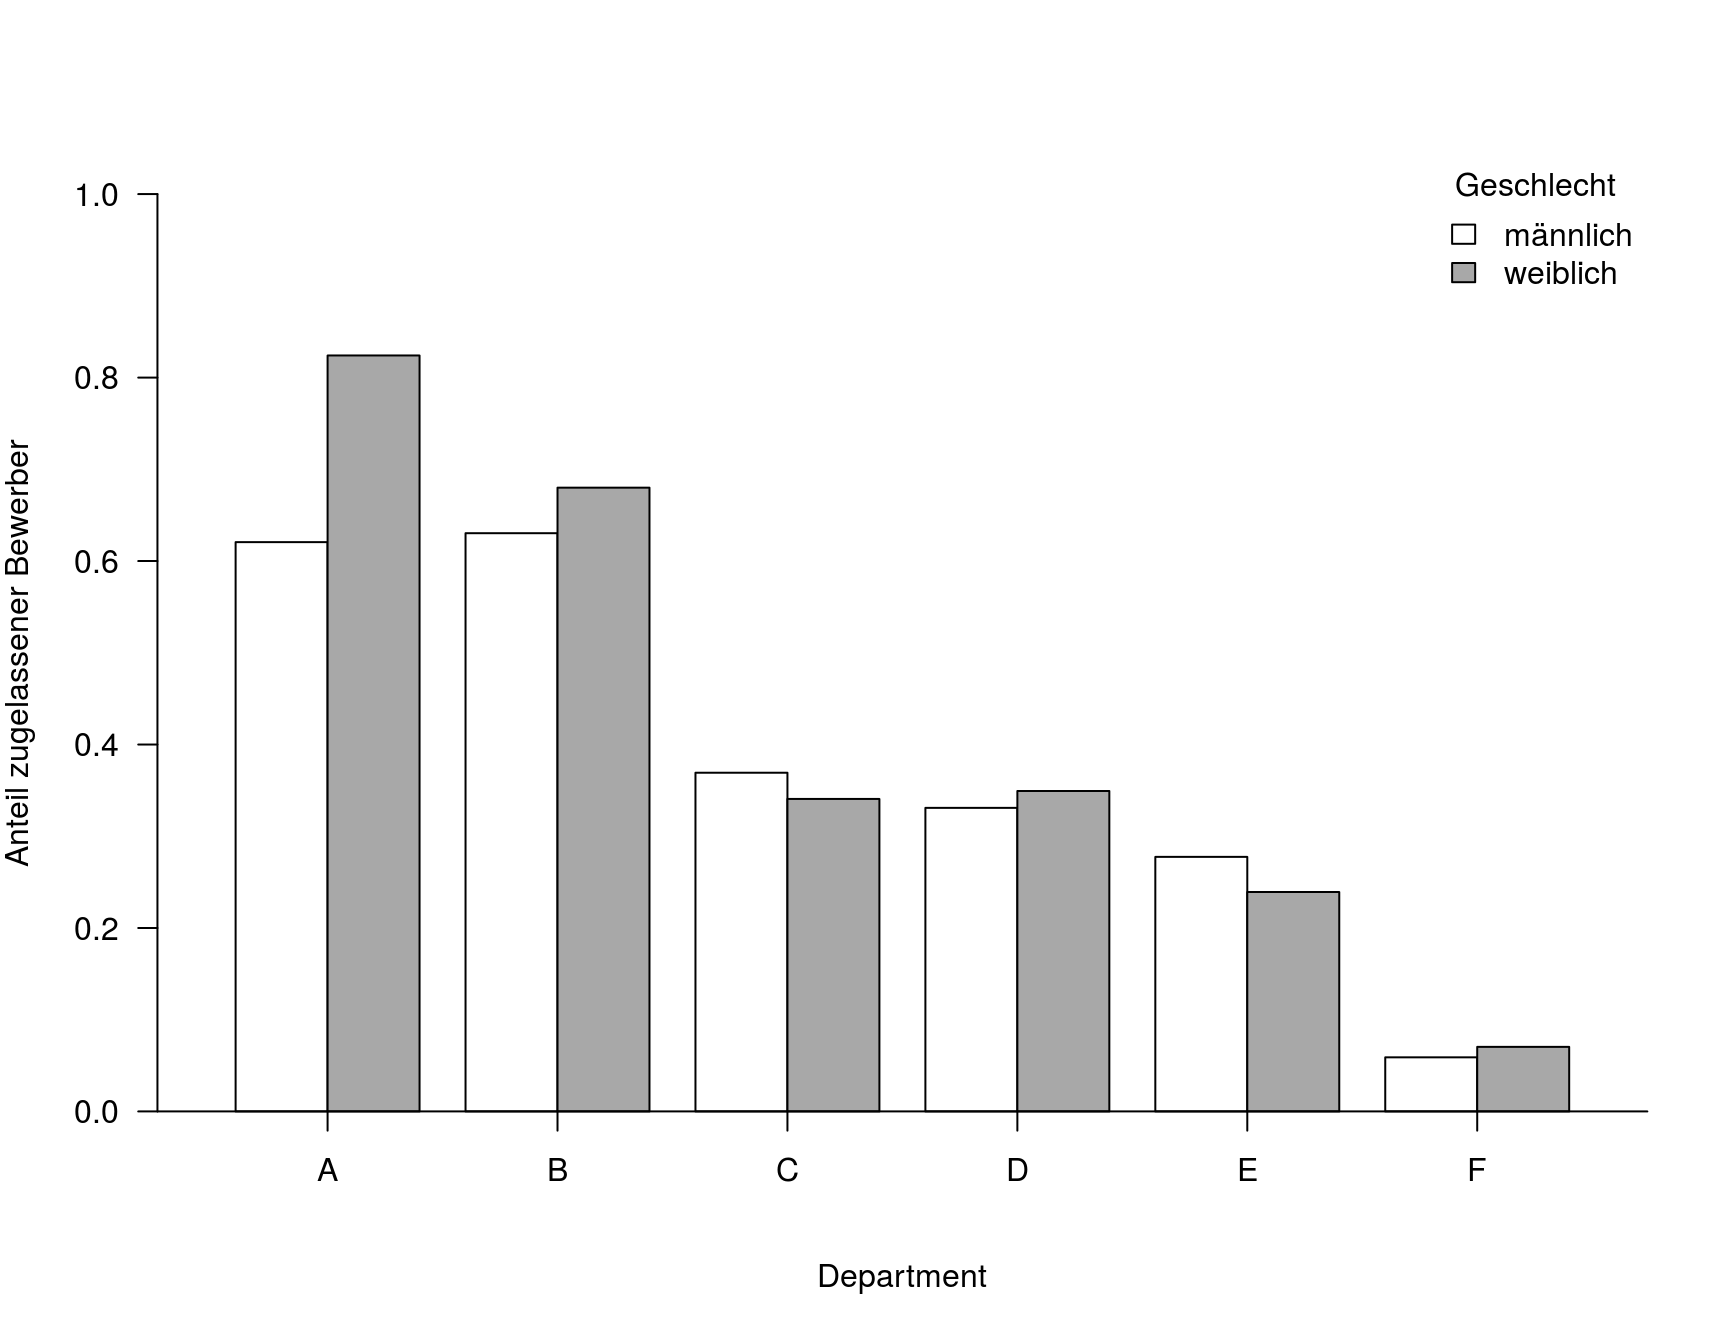 Geschlecht
männlich
weiblich
1.0
0.8
0.6
0.4
0.2
0.0
Anteil zugelassener Bewerber
A B C D E F
Department